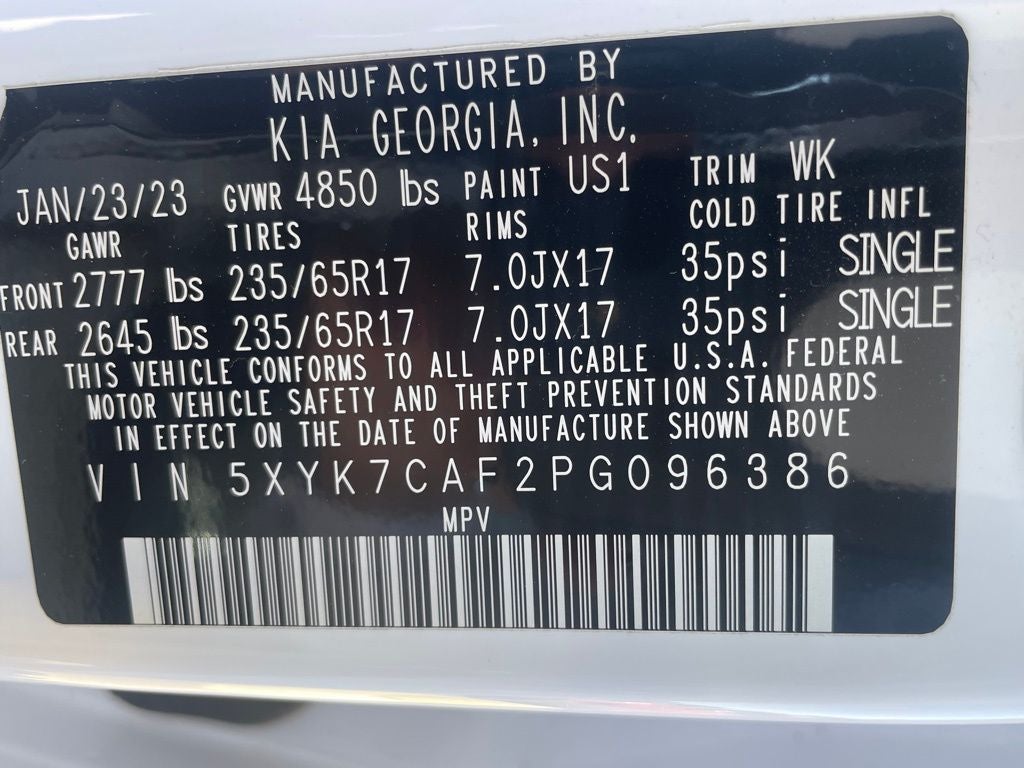 MANUFACTURED BY
KIA GEORGIA, INC.
JAN/23/23 GVWR 4850 lbs PAINT US1 TRIM WK
GAWR TIRES RIMS COLD TIRE INFL
FRONT 2777 lbs 235/65R17 7.0JX17 35psi SINGLE
REAR 2645 lbs 235/65R17 7.0JX17 35psi SINGLE
THIS VEHICLE CONFORMS TO ALL APPLICABLE U.S.A. FEDERAL
MOTOR VEHICLE SAFETY AND THEFT PREVENTION STANDARDS
IN EFFECT ON THE DATE OF MANUFACTURE SHOWN ABOVE
VIN 5XYK7CAF2PG096386
MPV